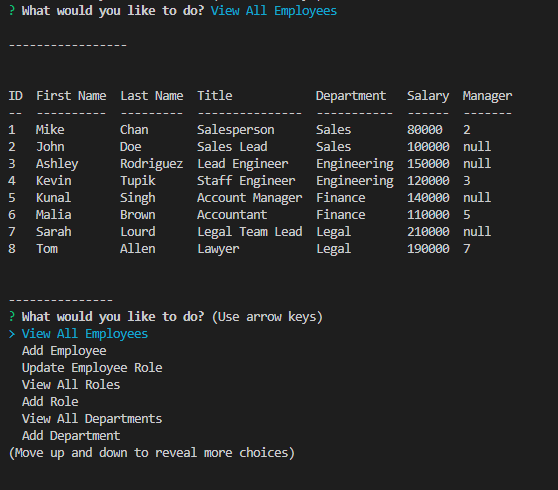 ? What would you like to do? View All Employees
-----------------
ID  First Name  Last Name  Title            Department   Salary  Manager
--  ----------  ---------  ---------------  -----------  ------  -------
1   Mike        Chan       Salesperson      Sales        80000   2
2   John        Doe        Sales Lead       Sales        100000  null
3   Ashley      Rodriguez  Lead Engineer    Engineering  150000  null
4   Kevin       Tupik      Staff Engineer   Engineering  120000  3
5   Kunal       Singh      Account Manager  Finance      140000  null
6   Malia       Brown      Accountant       Finance      110000  5
7   Sarah       Lourd      Legal Team Lead  Legal        210000  null
8   Tom         Allen      Lawyer           Legal        190000  7
---------------
? What would you like to do? (Use arrow keys)
> View All Employees
  Add Employee
  Update Employee Role
  View All Roles
  Add Role
  View All Departments
  Add Department
(Move up and down to reveal more choices)